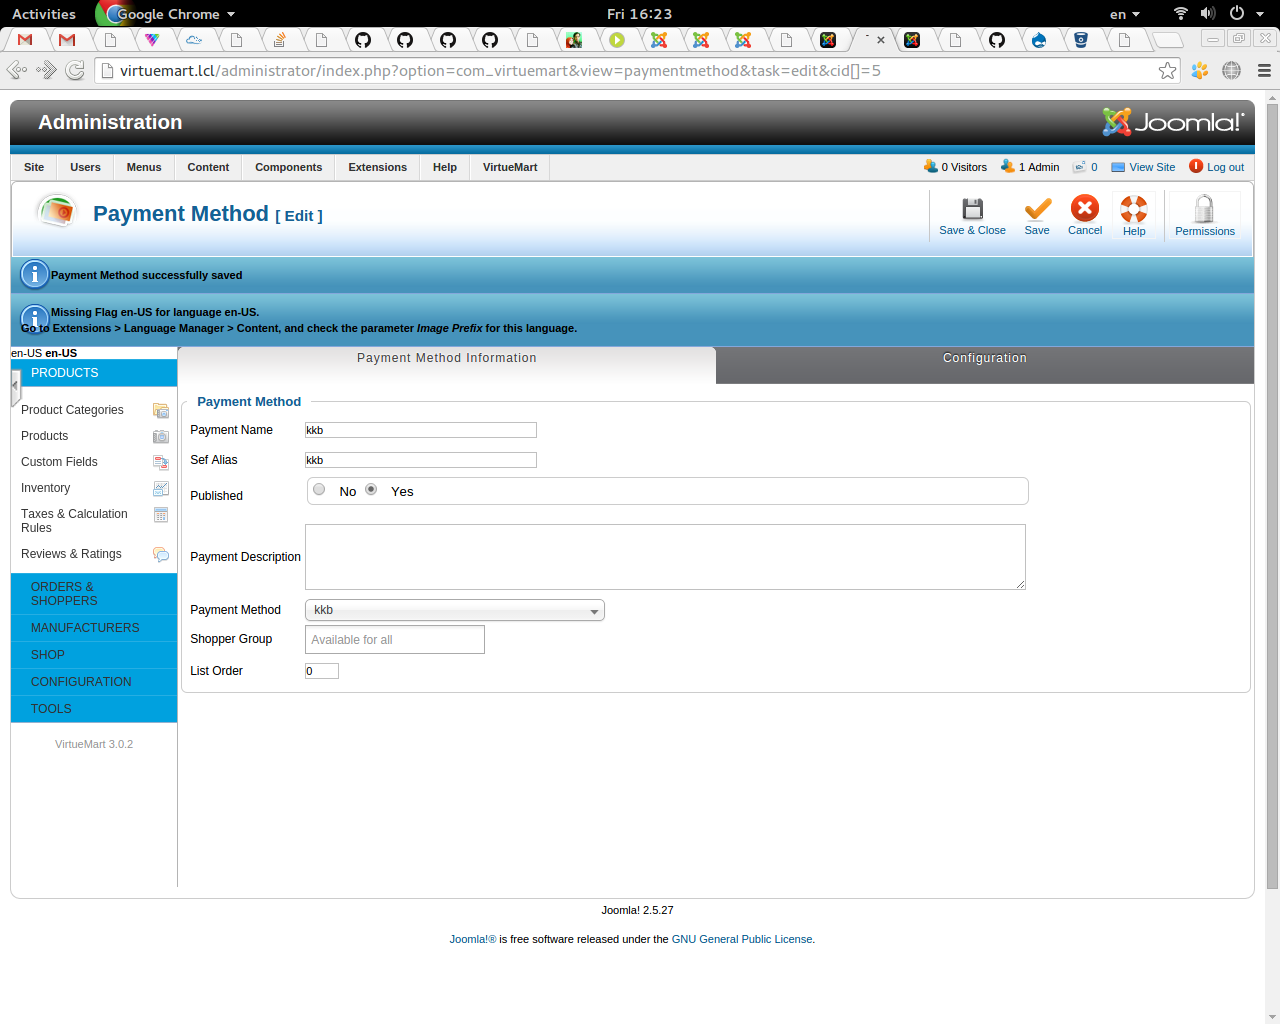 Activities
Google Chrome
Fri 16:23
en
virtuemart.lcl/administrator/index.php?option=com_virtuemart&view=paymentmethod&task=edit&cid[]=5
Administration
Joomla!
Site Users Menus Content Components Extensions Help VirtueMart
0 Visitors 1 Admin 0 View Site Log out
Payment Method [ Edit ]
Save & Close Save Cancel Help Permissions
Payment Method successfully saved
Missing Flag en-US for language en-US.
Go to Extensions > Language Manager > Content, and check the parameter Image Prefix for this language.
en-US en-US
PRODUCTS
Product Categories
Products
Custom Fields
Inventory
Taxes & Calculation
Rules
Reviews & Ratings
ORDERS &
SHOPPERS
MANUFACTURERS
SHOP
CONFIGURATION
TOOLS
VirtueMart 3.0.2
Payment Method Information
Configuration
Payment Method
Payment Name kkb
Sef Alias kkb
Published No Yes
Payment Description
Payment Method kkb
Shopper Group Available for all
List Order 0
Joomla! 2.5.27
Joomla!® is free software released under the GNU General Public License.